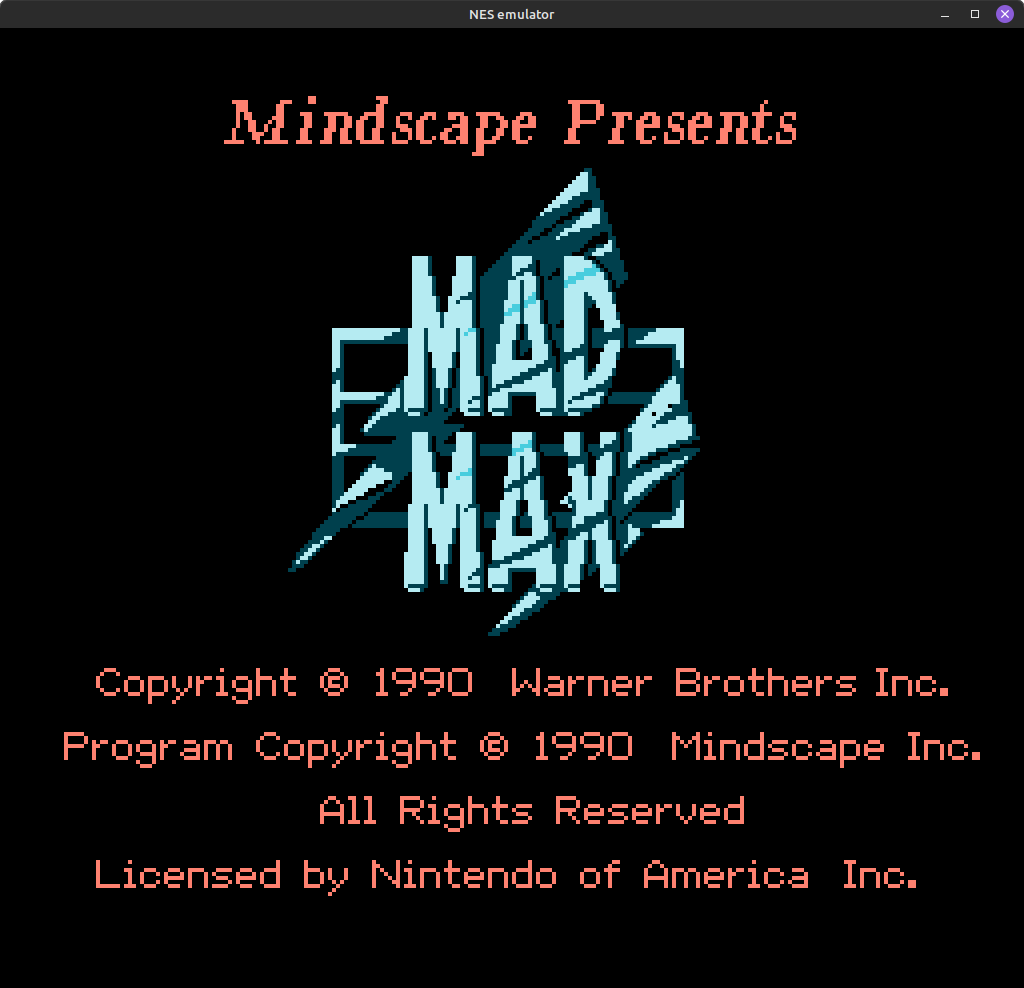 NES emulator
Mindscape Presents
MAD
MAX
Copyright © 1990 Warner Brothers Inc.
Program Copyright © 1990 Mindscape Inc.
All Rights Reserved
Licensed by Nintendo of America Inc.